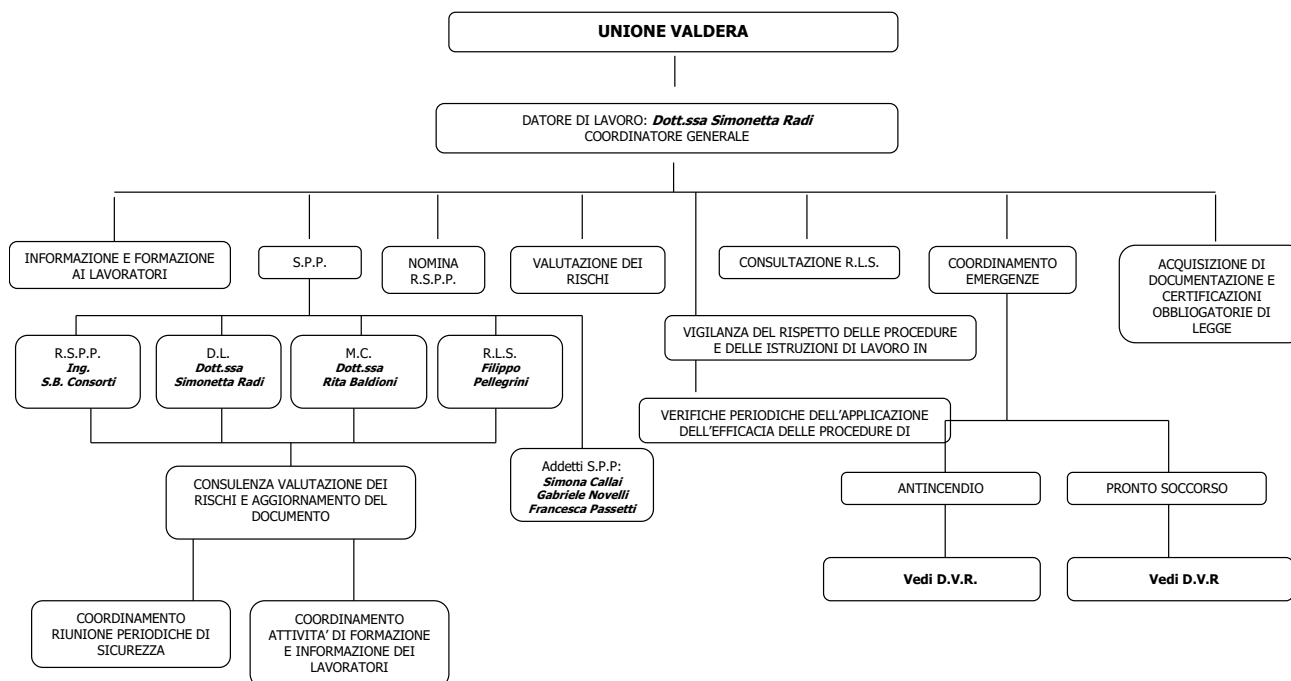 UNIONE VALDERA
DATORE DI LAVORO: Dott.ssa Simonetta Radi
COORDINATORE GENERALE
INFORMAZIONE E FORMAZIONE
AI LAVORATORI
S.P.P.
NOMINA
R.S.P.P.
VALUTAZIONE DEI
RISCHI
CONSULTAZIONE R.L.S.
COORDINAMENTO
EMERGENZE
ACQUISIZIONE DI
DOCUMENTAZIONE E
CERTIFICAZIONI
OBBLIOGATORIE DI
LEGGE
VIGILANZA DEL RISPETTO DELLE PROCEDURE
E DELLE ISTRUZIONI DI LAVORO IN
R.S.P.P.
Ing.
S.B. Consorti
D.L.
Dott.ssa
Simonetta Radi
M.C.
Dott.ssa
Rita Baldioni
R.L.S.
Filippo
Pellegrini
VERIFICHE PERIODICHE DELL'APPLICAZIONE
DELL'EFFICACIA DELLE PROCEDURE DI
CONSULENZA VALUTAZIONE DEI
RISCHI E AGGIORNAMENTO DEL
DOCUMENTO
Addetti S.P.P:
Simona Callai
Gabriele Novelli
Francesca Passetti
ANTINCENDIO
PRONTO SOCCORSO
Vedi D.V.R.
Vedi D.V.R
COORDINAMENTO
RIUNIONE PERIODICHE DI
SICUREZZA
COORDINAMENTO
ATTIVITA' DI FORMAZIONE
E INFORMAZIONE DEI
LAVORATORI